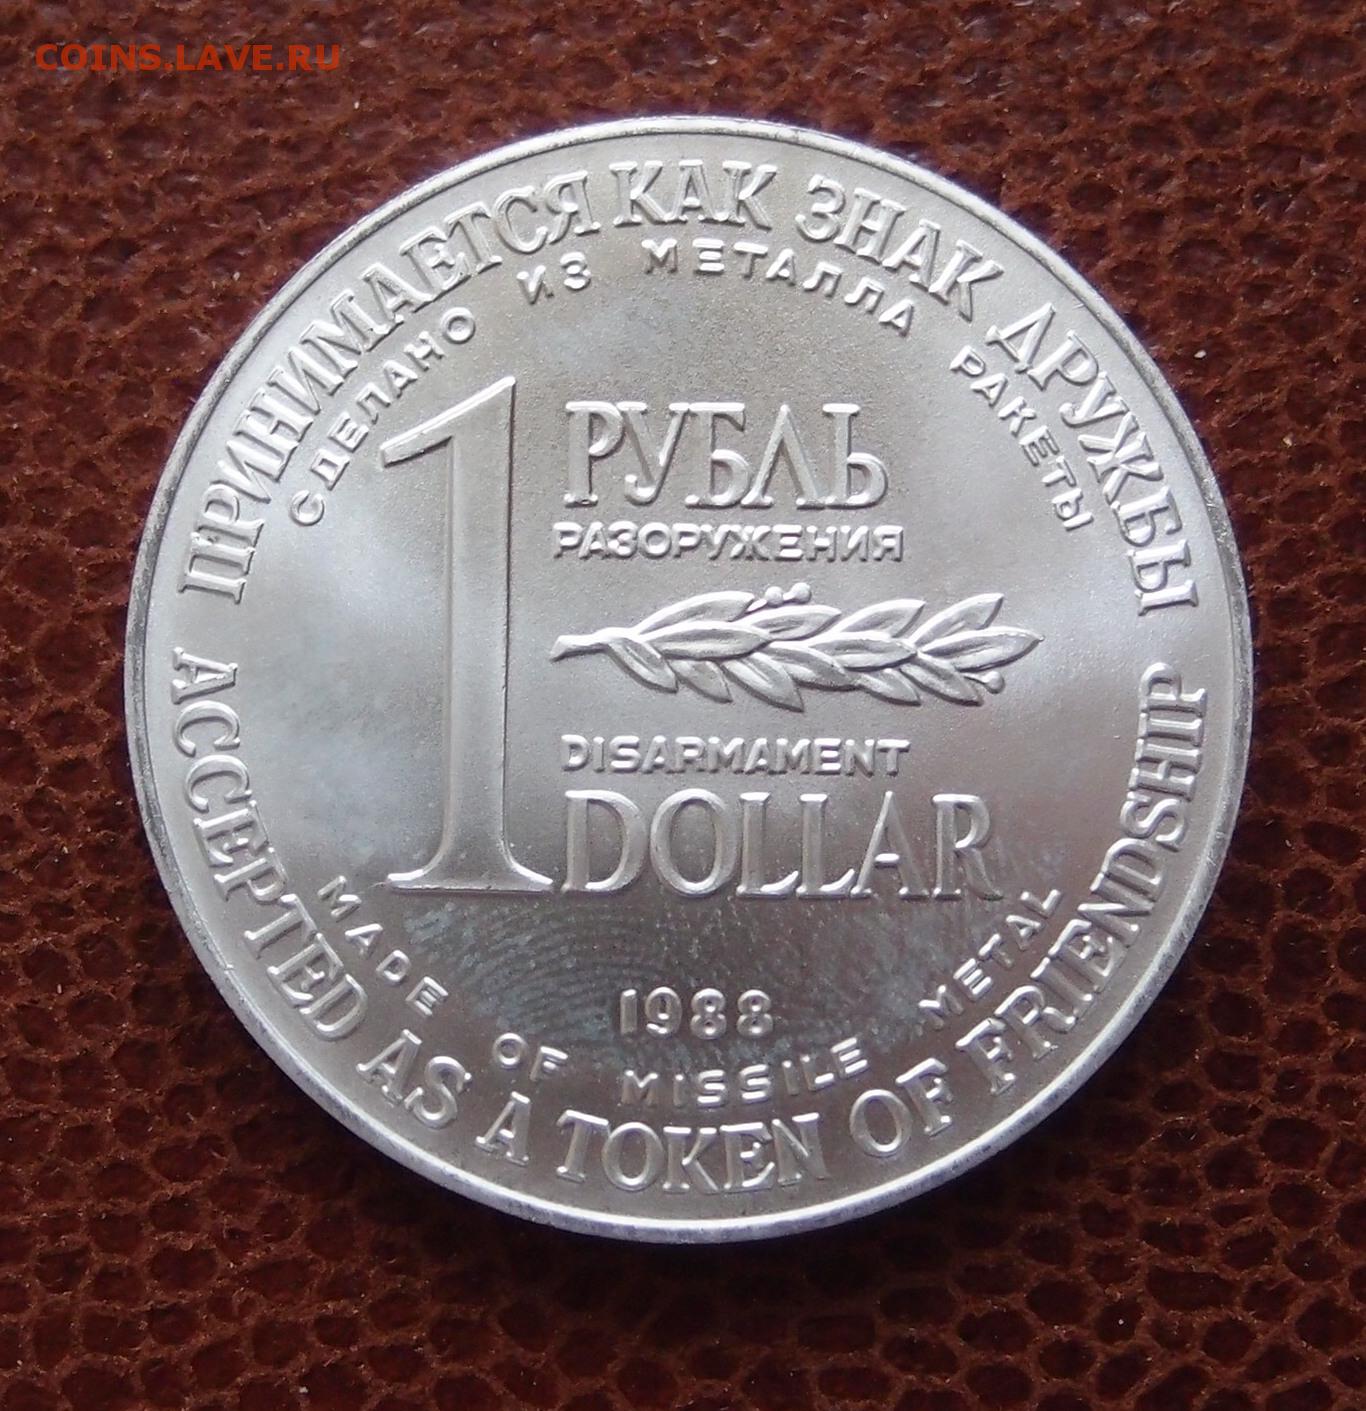 COINS.LAVE.RU
ПРИНИМАЕТСЯ КАК ЗНАК ДРУЖБЫ
СДЕЛАНО ИЗ МЕТАЛЛА РАКЕТЫ
1 РУБЛЬ
РАЗОРУЖЕНИЯ
DISARMAMENT
DOLLAR
1988
MADE OF MISSILE METAL
ACCEPTED AS A TOKEN OF FRIENDSHIP